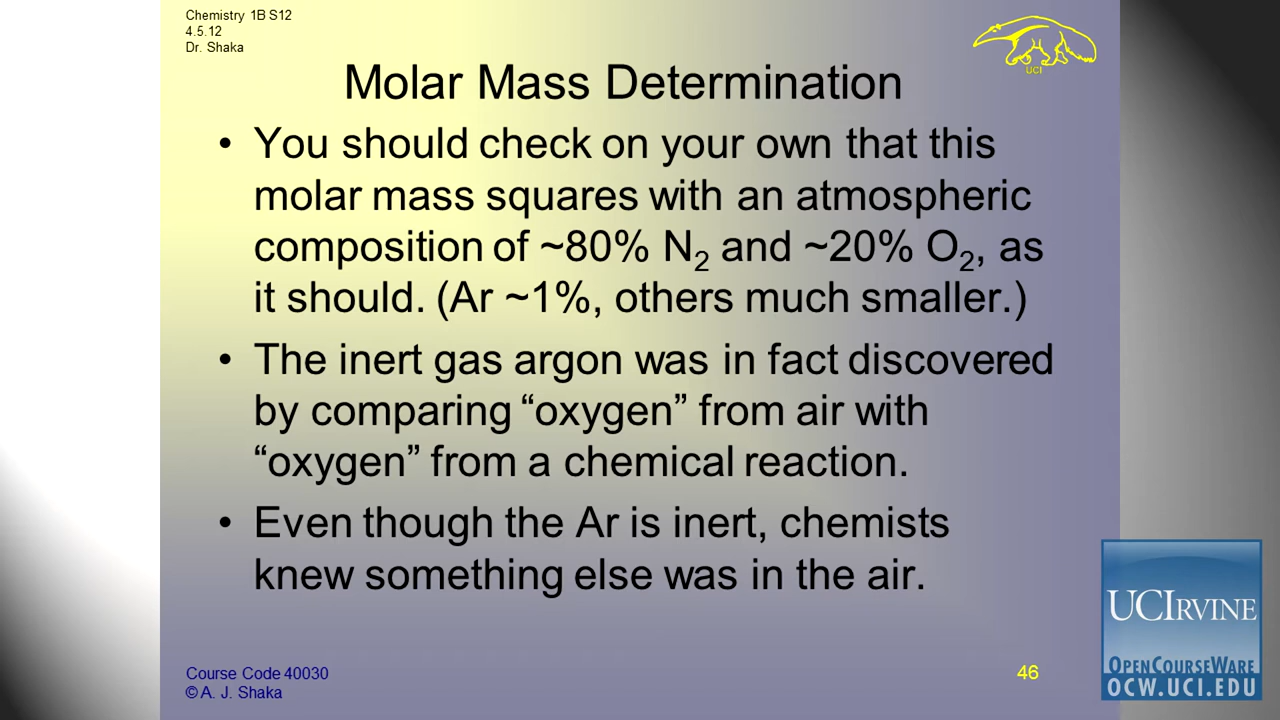 Chemistry 1B S12
4.5.12
Dr. Shaka
UCI
Molar Mass Determination
• You should check on your own that this
molar mass squares with an atmospheric
composition of ~80% N₂ and ~20% O₂, as
it should. (Ar ~1%, others much smaller.)
• The inert gas argon was in fact discovered
by comparing “oxygen” from air with
“oxygen” from a chemical reaction.
• Even though the Ar is inert, chemists
knew something else was in the air.
UCIRVINE
OPENCOURSEWARE
OCW.UCI.EDU
Course Code 40030
© A. J. Shaka
46